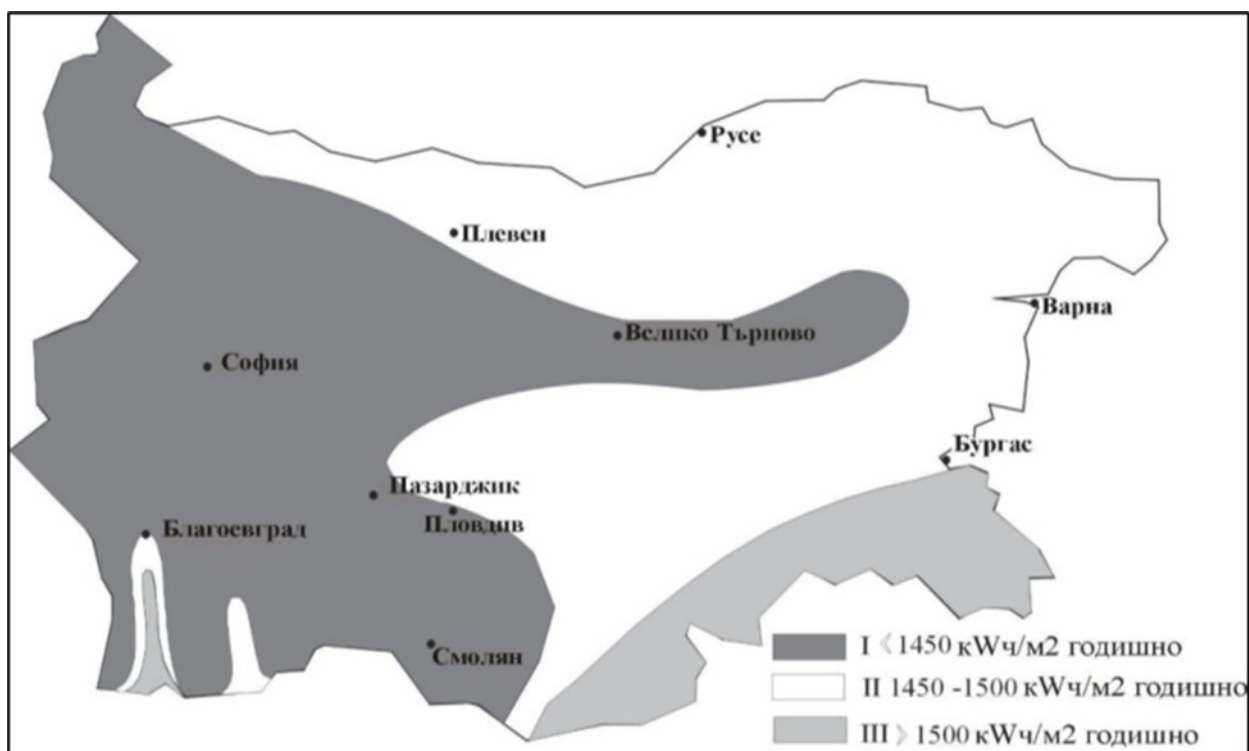 Русе
Плевен
Варна
Велико Търново
София
Бургас
Пазарджик
Пловдив
Благоевград
Смолян
I 〈 1450 кWч/м2 годишно
II 1450 -1500 кWч/м2 годишно
III 〉 1500 кWч/м2 годишно